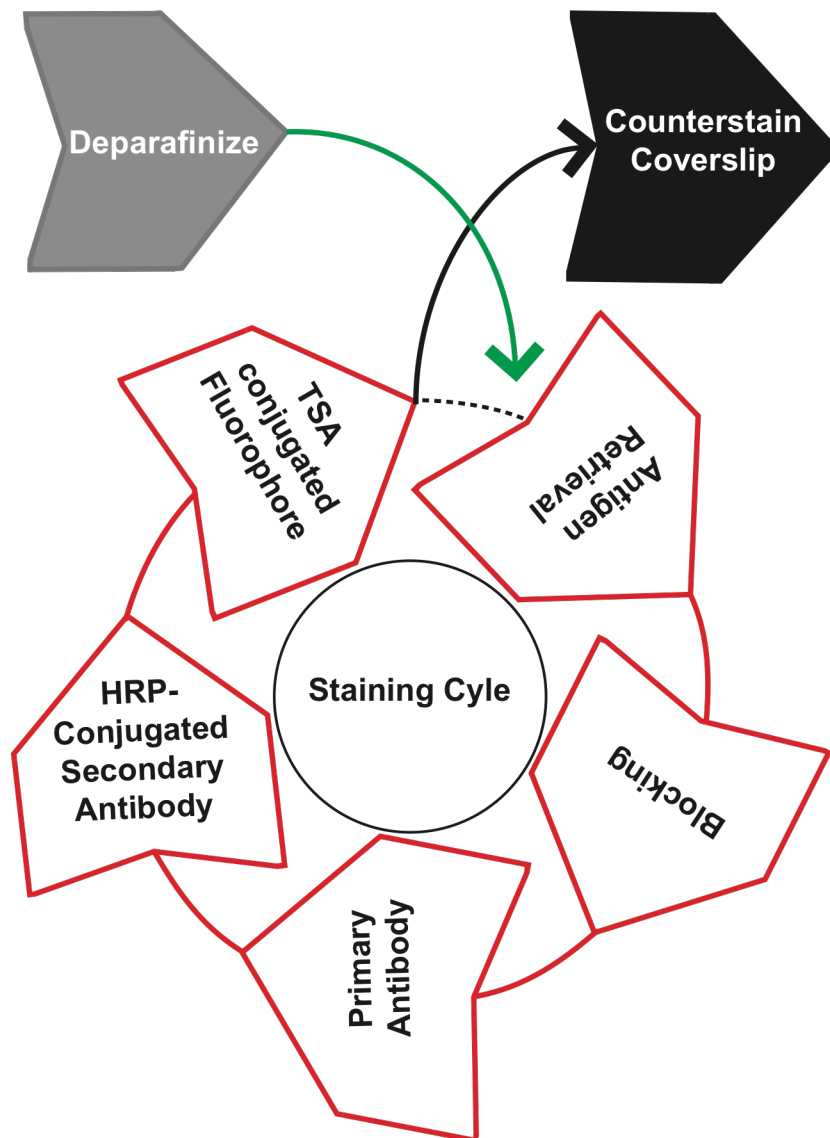 Deparafinize
Counterstain
Coverslip
TSA
conjugated
Fluorophore
Antigen
Retrieval
Staining Cyle
HRP-
Conjugated
Secondary
Antibody
Blocking
Primary
Antibody